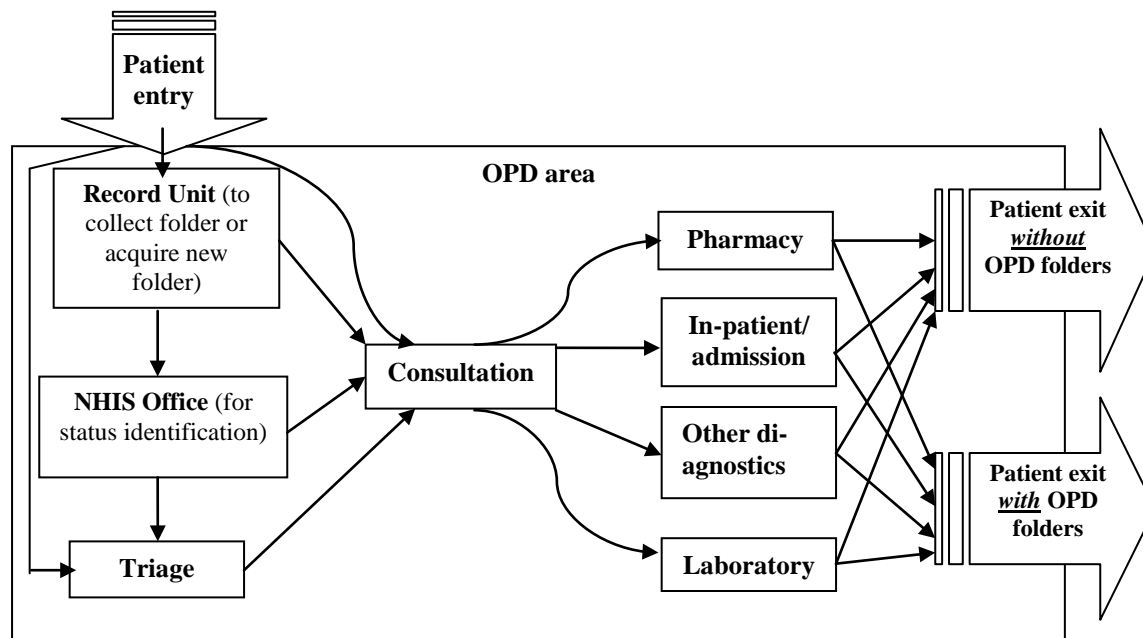 Patient
entry
OPD area
Record Unit (to
collect folder or
acquire new
folder)
NHIS Office (for
status identification)
Triage
Consultation
Pharmacy
In-patient/
admission
Other di-
agnostics
Laboratory
Patient exit
without
OPD folders
Patient exit
with OPD
folders